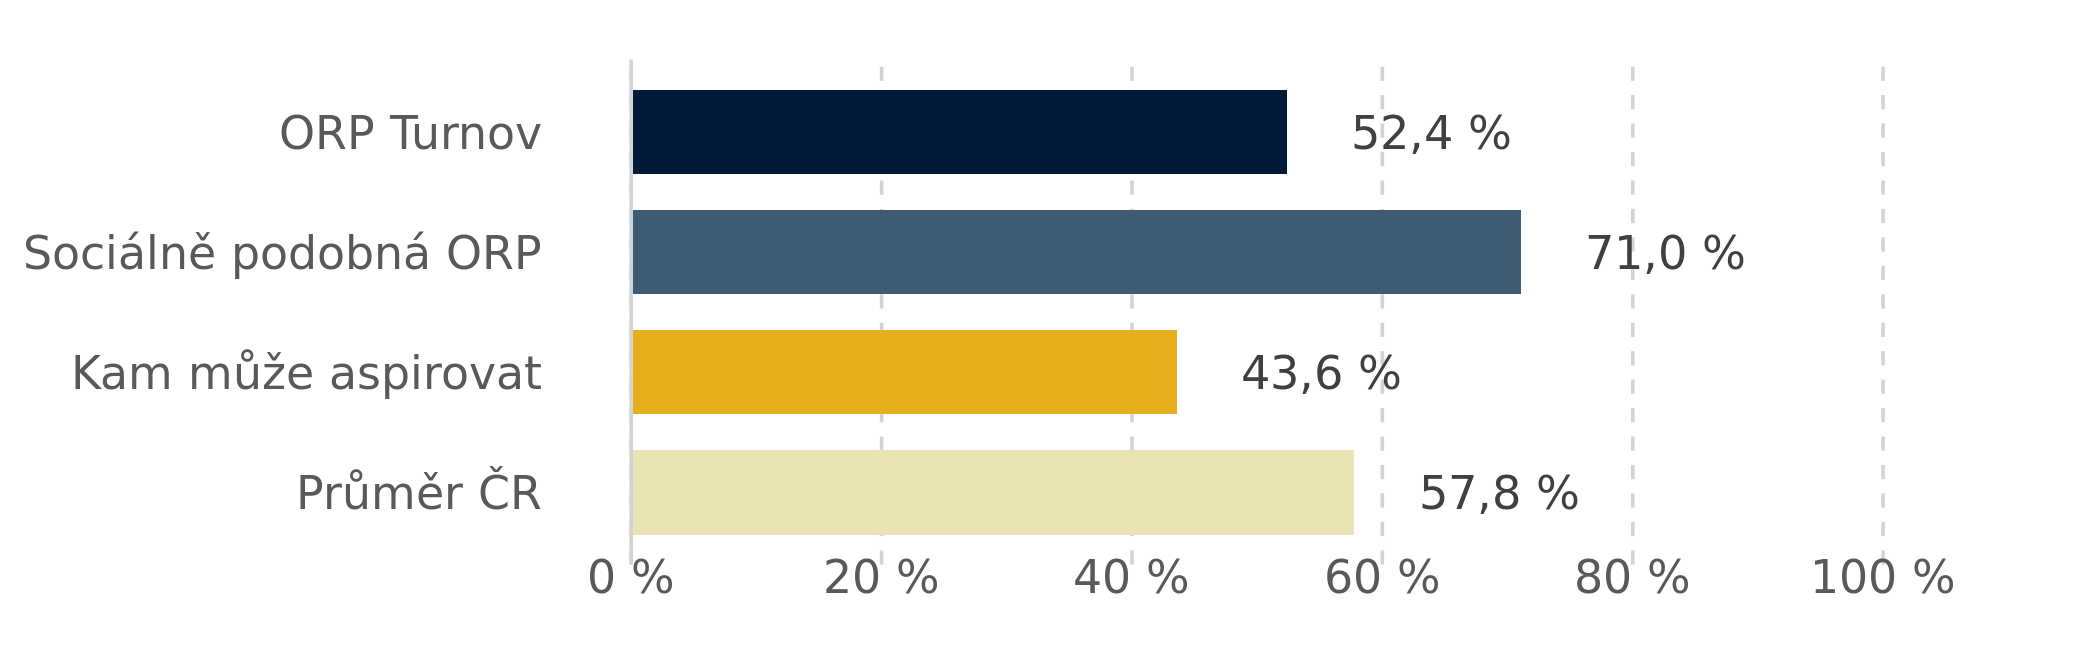 ORP Turnov
52,4 %
Sociálně podobná ORP
71,0 %
Kam může aspirovat
43,6 %
Průměr ČR
57,8 %
0 %
20 %
40 %
60 %
80 %
100 %